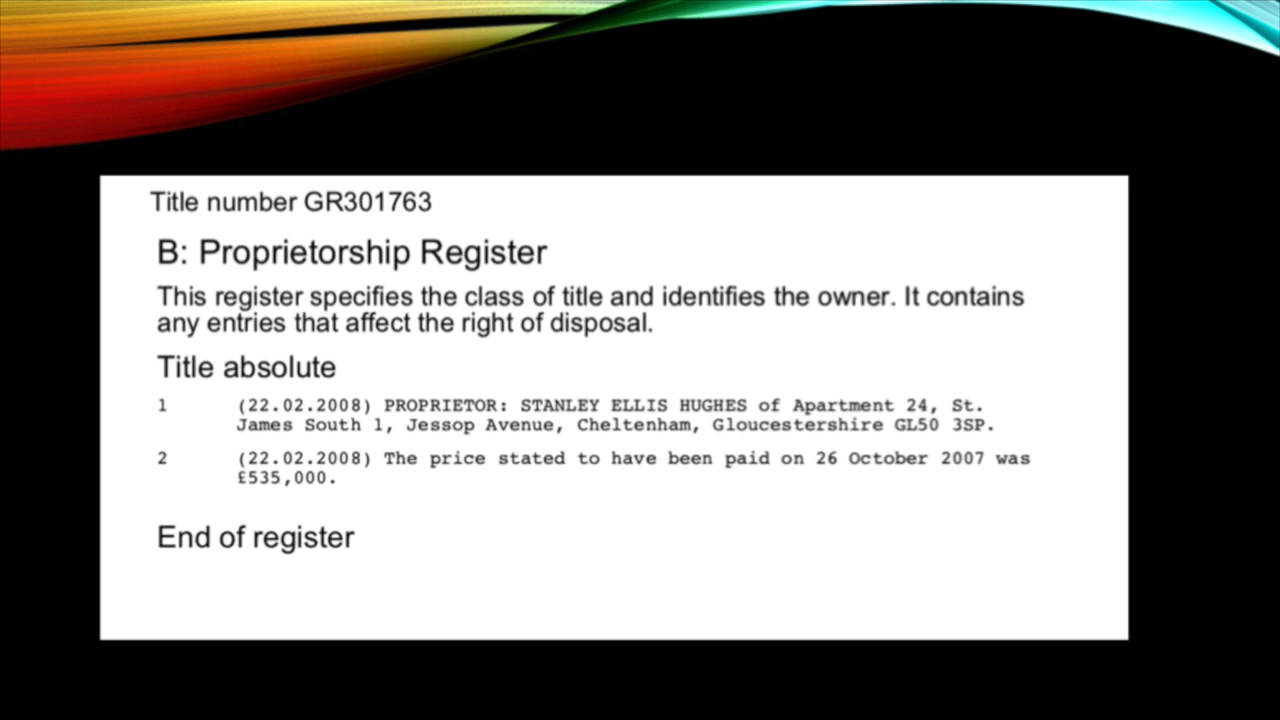 Title number GR301763
B: Proprietorship Register
This register specifies the class of title and identifies the owner. It contains
any entries that affect the right of disposal.
Title absolute
1 (22.02.2008) PROPRIETOR: STANLEY ELLIS HUGHES of Apartment 24, St.
James South 1, Jessop Avenue, Cheltenham, Gloucestershire GL50 3SP.
2 (22.02.2008) The price stated to have been paid on 26 October 2007 was
£535,000.
End of register